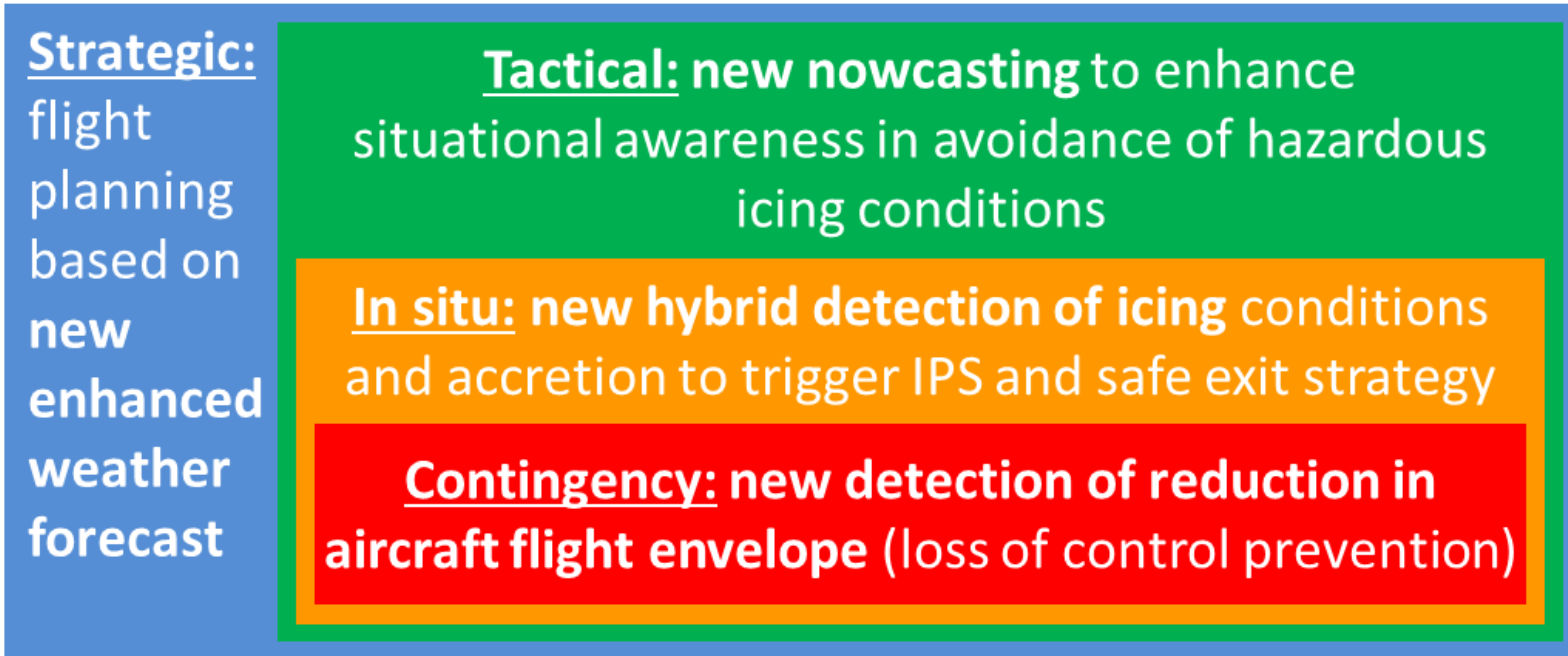 Strategic:
flight
planning
based on
new
enhanced
weather
forecast
Tactical: new nowcasting to enhance
situational awareness in avoidance of hazardous
icing conditions
In situ: new hybrid detection of icing conditions
and accretion to trigger IPS and safe exit strategy
Contingency: new detection of reduction in
aircraft flight envelope (loss of control prevention)